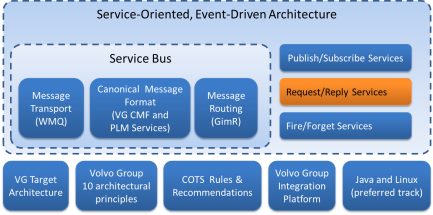 Service-Oriented, Event-Driven Architecture
Service Bus
Message
Transport
(WMQ)
Canonical Message
Format
(VG CMF and
PLM Services)
Message
Routing
(GimR)
Publish/Subscribe Services
Request/Reply Services
Fire/Forget Services
VG Target
Architecture
Volvo Group
10 architectural
principles
COTS Rules &
Recommendations
Volvo Group
Integration
Platform
Java and Linux
(preferred track)